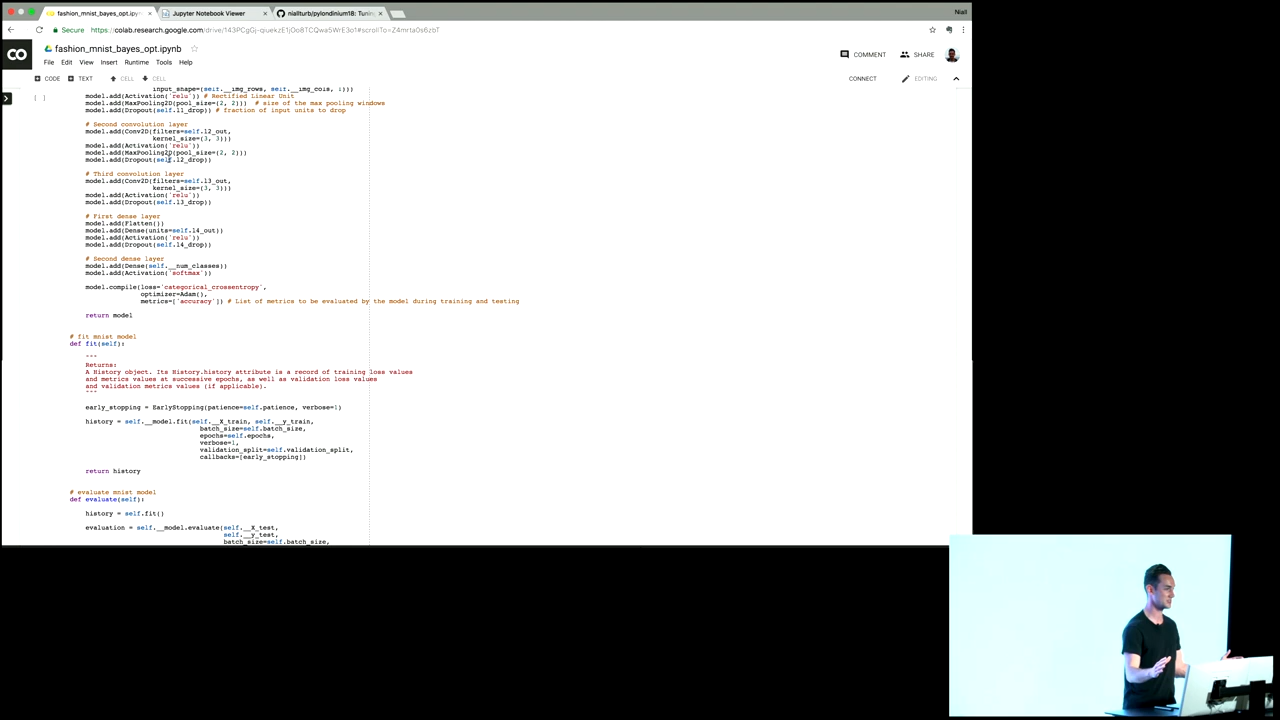 fashion_mnist_bayes_opt.ipynb
Jupyter Notebook Viewer
niallturb/pylondinium18: Tunin
Niall
Secure
CO
fashion_mnist_bayes_opt.ipynb
COMMENT
SHARE
File Edit View Insert Runtime Tools Help
CODE TEXT CELL CELL
CONNECT
EDITING
[ ]
input_shape=(self.__img_rows, self.__img_cols, 1)))
model.add(Activation('relu')) # Rectified Linear Unit
model.add(MaxPooling2D(pool_size=(2, 2))) # size of the max pooling windows
model.add(Dropout(self.l1_drop)) # fraction of input units to drop
# Second convolution layer
model.add(Conv2D(filters=self.l2_out,
kernel_size=(3, 3)))
model.add(Activation('relu'))
model.add(MaxPooling2D(pool_size=(2, 2)))
model.add(Dropout(self.l2_drop))
# Third convolution layer
model.add(Conv2D(filters=self.l3_out,
kernel_size=(3, 3)))
model.add(Activation('relu'))
model.add(Dropout(self.l3_drop))
# First dense layer
model.add(Flatten())
model.add(Dense(units=self.l4_out))
model.add(Activation('relu'))
model.add(Dropout(self.l4_drop))
# Second dense layer
model.add(Dense(self.__num_classes))
model.add(Activation('softmax'))
model.compile(loss='categorical_crossentropy',
optimizer=Adam(),
metrics=['accuracy']) # List of metrics to be evaluated by the model during training and testing
return model
# fit mnist model
def fit(self):
"""
Returns:
A History object. Its History.history attribute is a record of training loss values
and metrics values at successive epochs, as well as validation loss values
and validation metrics values (if applicable).
"""
early_stopping = EarlyStopping(patience=self.patience, verbose=1)
history = self.__model.fit(self.__X_train, self.__y_train,
batch_size=self.batch_size,
epochs=self.epochs,
verbose=1,
validation_split=self.validation_split,
callbacks=[early_stopping])
return history
# evaluate mnist model
def evaluate(self):
history = self.fit()
evaluation = self.__model.evaluate(self.__X_test,
self.__y_test,
batch_size=self.batch_size,